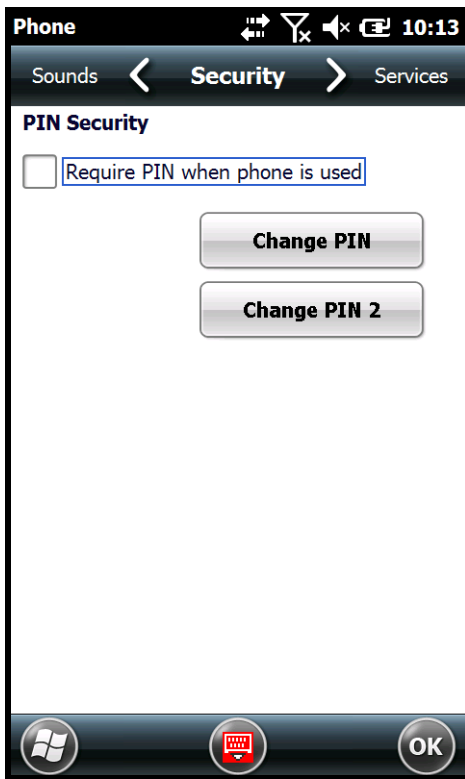 Phone 10:13
Sounds Security Services
PIN Security
Require PIN when phone is used
Change PIN
Change PIN 2
OK